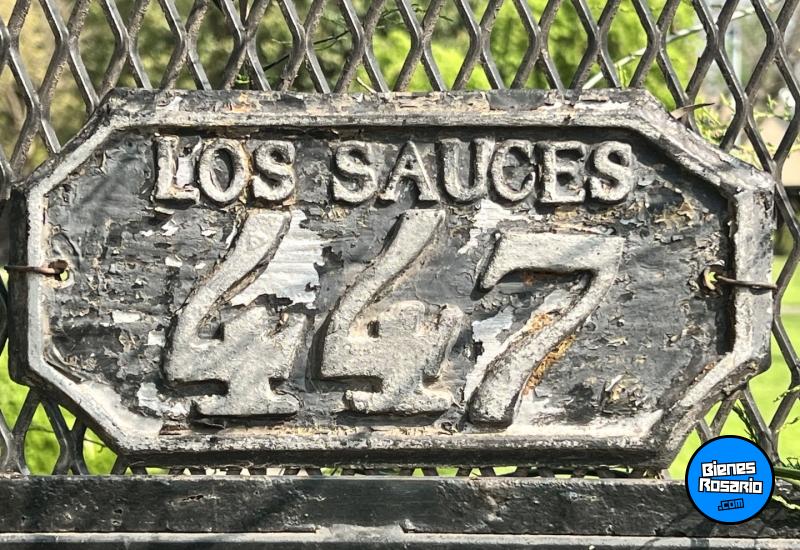 LOS SAUCES
447
Bienes
Rosario
.com